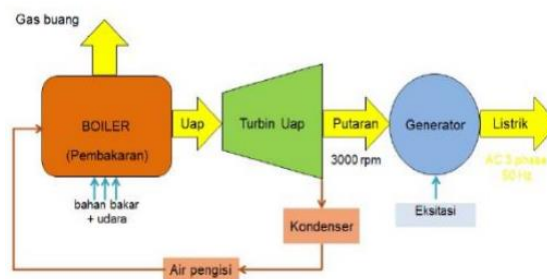 Gas buang
BOILER
(Pembakaran)
Uap
Turbin Uap
Putaran
3000 rpm
Generator
Listrik
AC 3 phase
50 Hz
bahan bakar
+ udara
Eksitasi
Kondenser
Air pengisi